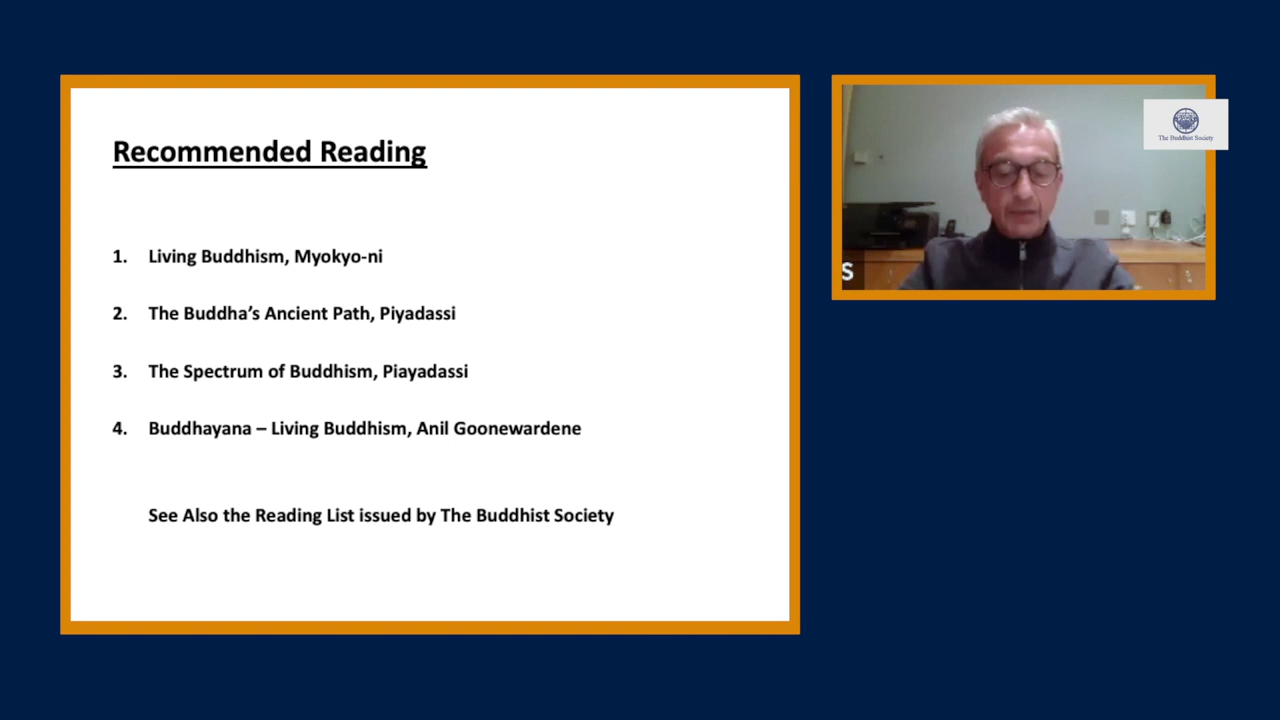 Recommended Reading
1. Living Buddhism, Myokyo-ni
2. The Buddha’s Ancient Path, Piyadassi
3. The Spectrum of Buddhism, Piayadassi
4. Buddhayana – Living Buddhism, Anil Goonewardene
See Also the Reading List issued by The Buddhist Society
The Buddhist Society
S